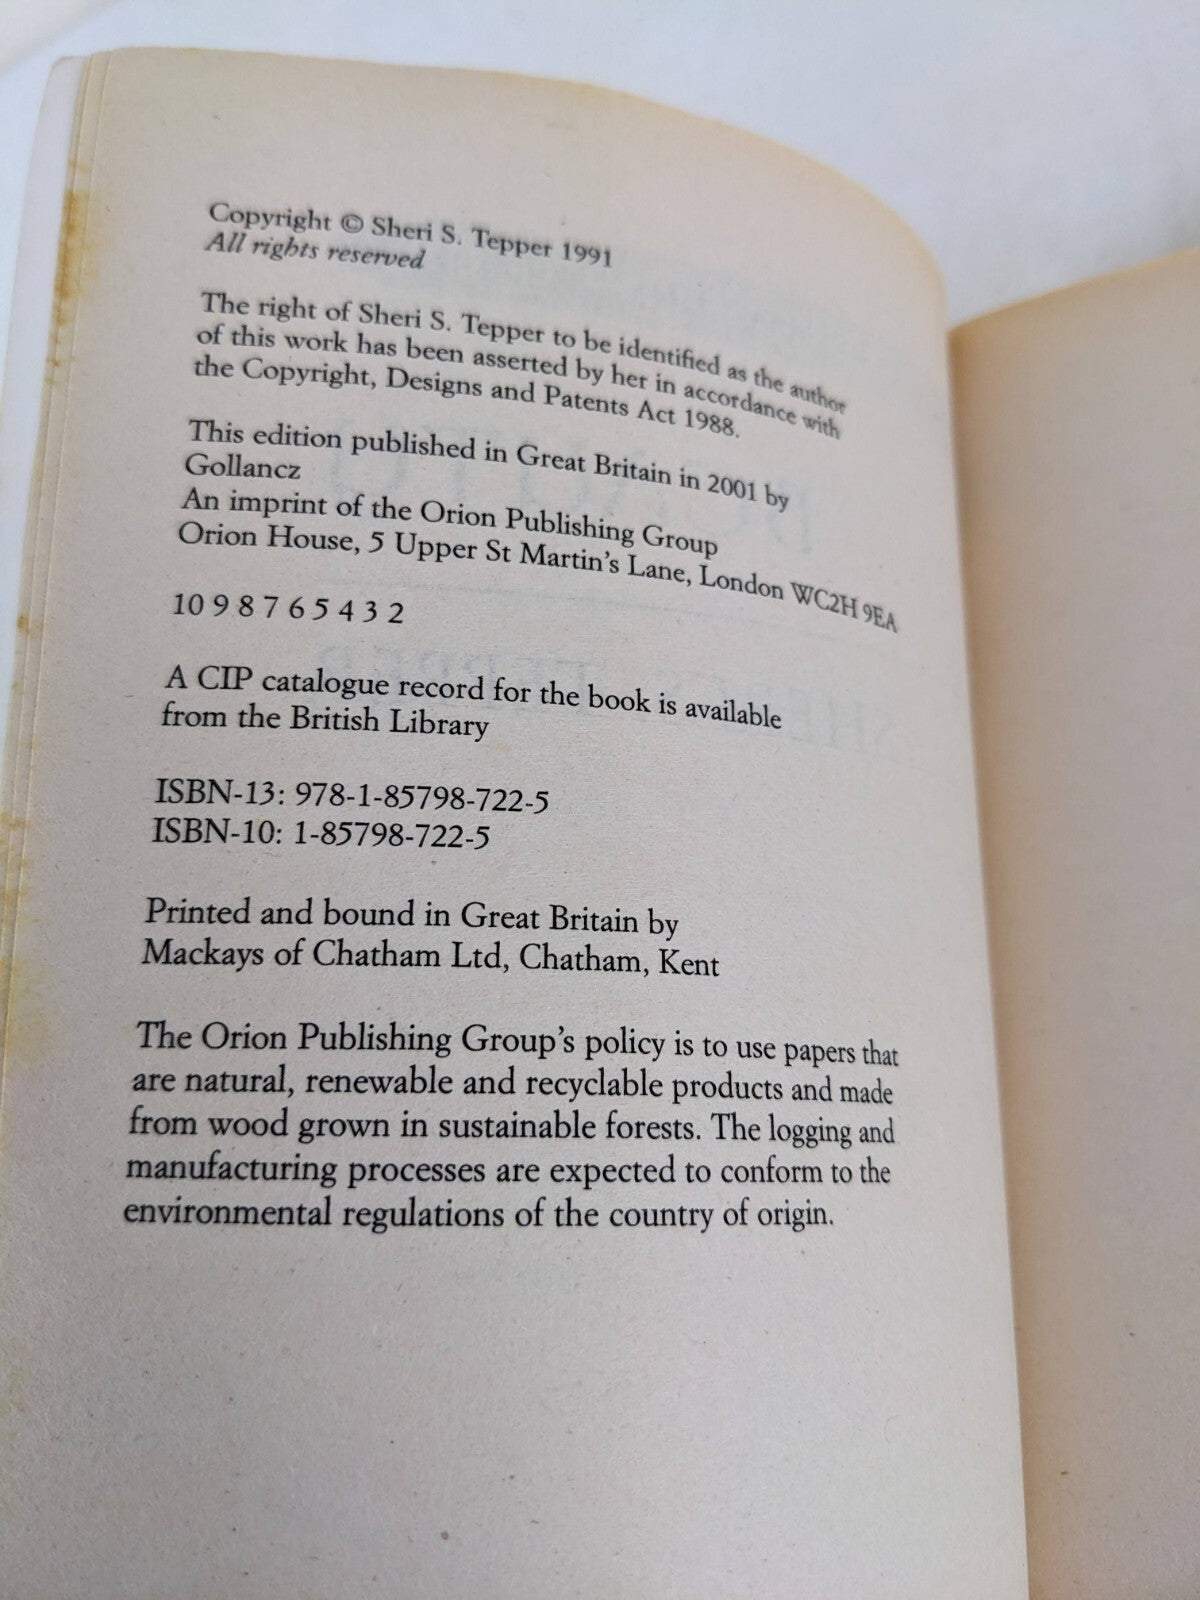 Copyright © Sheri S. Tepper 1991
All rights reserved
The right of Sheri S. Tepper to be identified as the author
of this work has been asserted by her in accordance with
the Copyright, Designs and Patents Act 1988.
This edition published in Great Britain in 2001 by
Gollancz
An imprint of the Orion Publishing Group
Orion House, 5 Upper St Martin's Lane, London WC2H 9EA
10 9 8 7 6 5 4 3 2
A CIP catalogue record for the book is available
from the British Library
ISBN-13: 978-1-85798-722-5
ISBN-10: 1-85798-722-5
Printed and bound in Great Britain by
Mackays of Chatham Ltd, Chatham, Kent
The Orion Publishing Group's policy is to use papers that
are natural, renewable and recyclable products and made
from wood grown in sustainable forests. The logging and
manufacturing processes are expected to conform to the
environmental regulations of the country of origin.